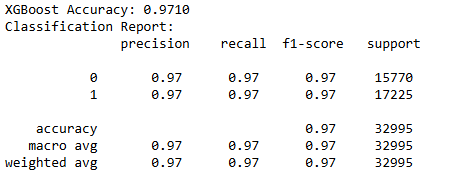 XGBoost Accuracy: 0.9710
Classification Report:
precision recall f1-score support
0 0.97 0.97 0.97 15770
1 0.97 0.97 0.97 17225
accuracy 0.97 32995
macro avg 0.97 0.97 0.97 32995
weighted avg 0.97 0.97 0.97 32995